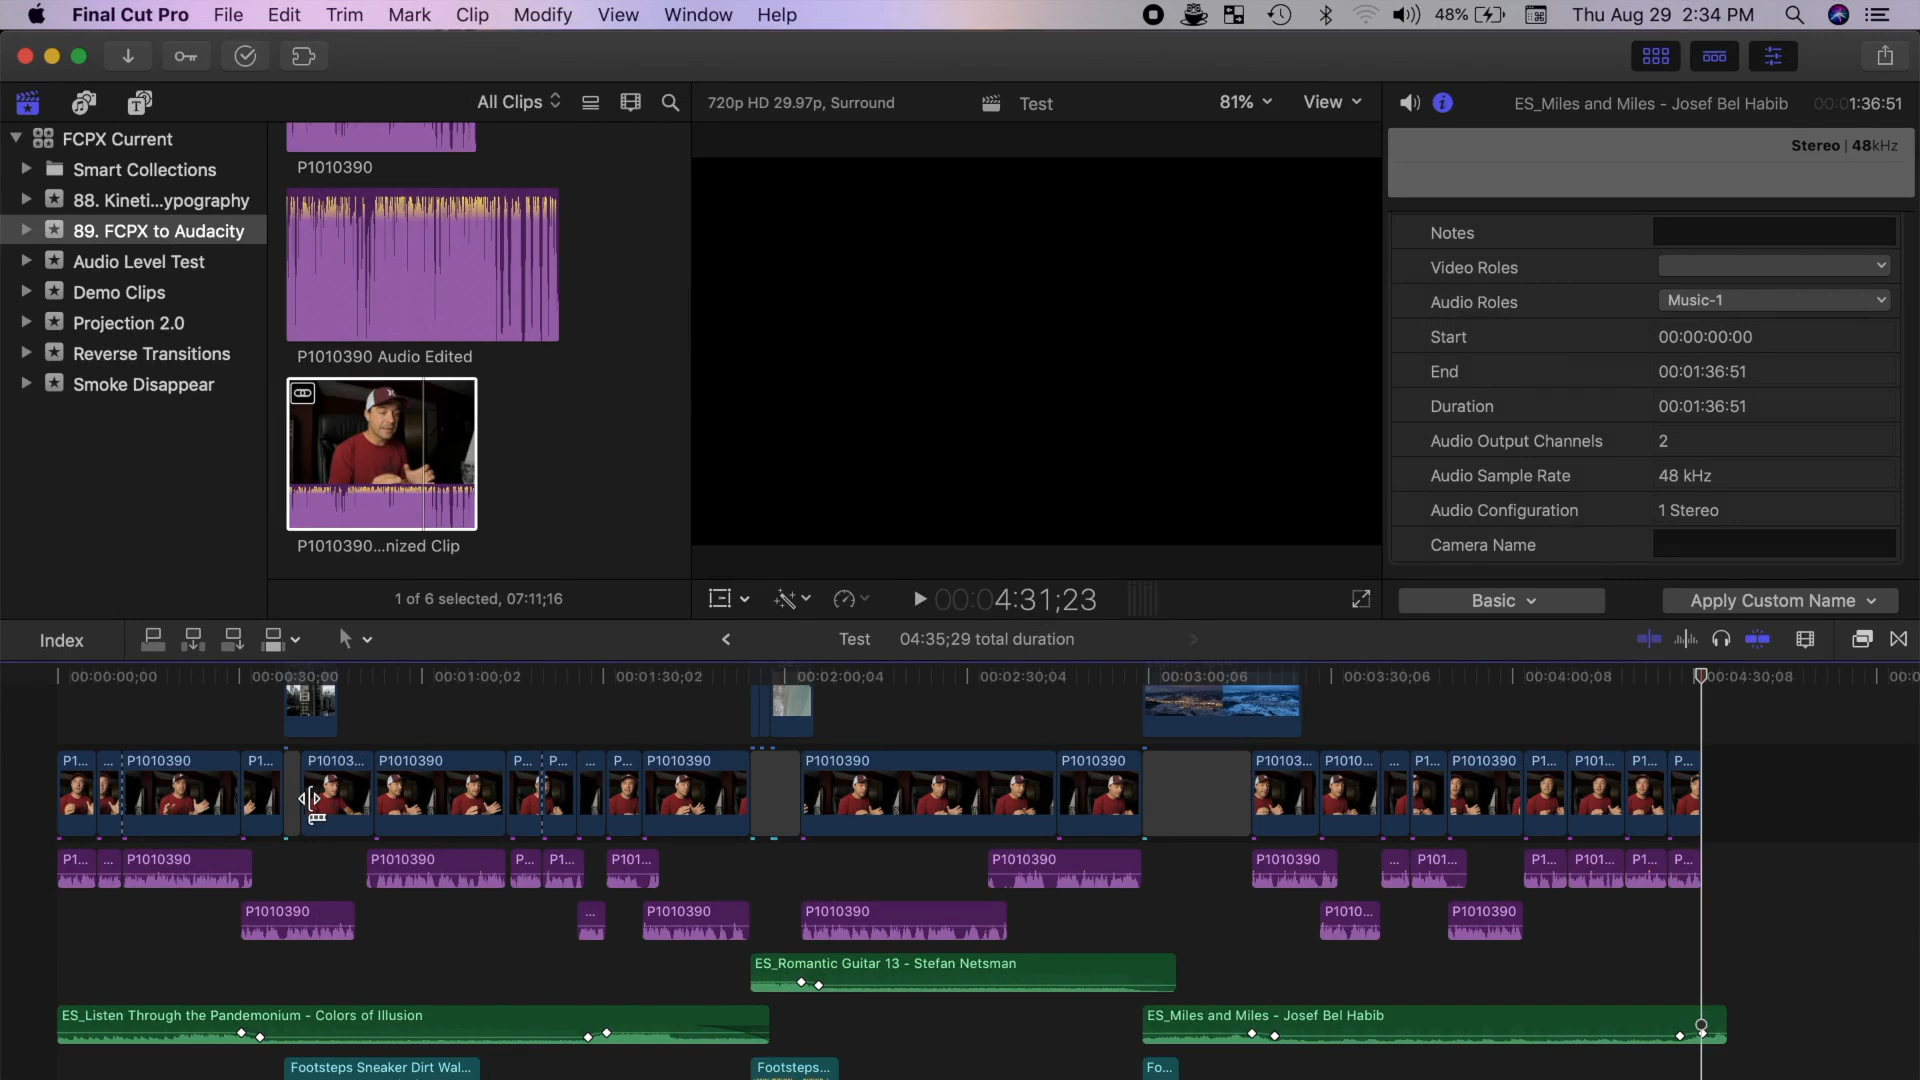 Final Cut Pro File Edit Trim Mark Clip Modify View Window Help 48% Thu Aug 29 2:34 PM
All Clips 720p HD 29.97p, Surround Test 81% View ES_Miles and Miles - Josef Bel Habib 00:01:36:51
FCPX Current
Smart Collections
88. Kineti...ypography
89. FCPX to Audacity
Audio Level Test
Demo Clips
Projection 2.0
Reverse Transitions
Smoke Disappear
P1010390
P1010390 Audio Edited
P1010390...nized Clip
1 of 6 selected, 07:11;16
00:04:31;23
Stereo | 48kHz
Notes
Video Roles
Audio Roles Music-1
Start 00:00:00:00
End 00:01:36:51
Duration 00:01:36:51
Audio Output Channels 2
Audio Sample Rate 48 kHz
Audio Configuration 1 Stereo
Camera Name
Basic Apply Custom Name
Index Test 04:35;29 total duration
00:00:00;00 00:00:30;00 00:01:00;02 00:01:30;02 00:02:00;04 00:02:30;04 00:03:00;06 00:03:30;06 00:04:00;08 00:04:30;08 00:0
P1... ... P1010390 P1... P10103... P1010390 P... P... ... P... P1010390 P1010390 P1010390 P10103... P1010... ... P1... P1010390 P1... P101... P1... P...
P1... ... P1010390 P1010390 P... P1... P101... P1010390 P1010390 ... P101... P1... P101... P1... P...
P1010390 ... P1010390 P1010390 P1010... P1010390
ES_Romantic Guitar 13 - Stefan Netsman
ES_Listen Through the Pandemonium - Colors of Illusion ES_Miles and Miles - Josef Bel Habib
Footsteps Sneaker Dirt Wal... Footsteps... Fo...